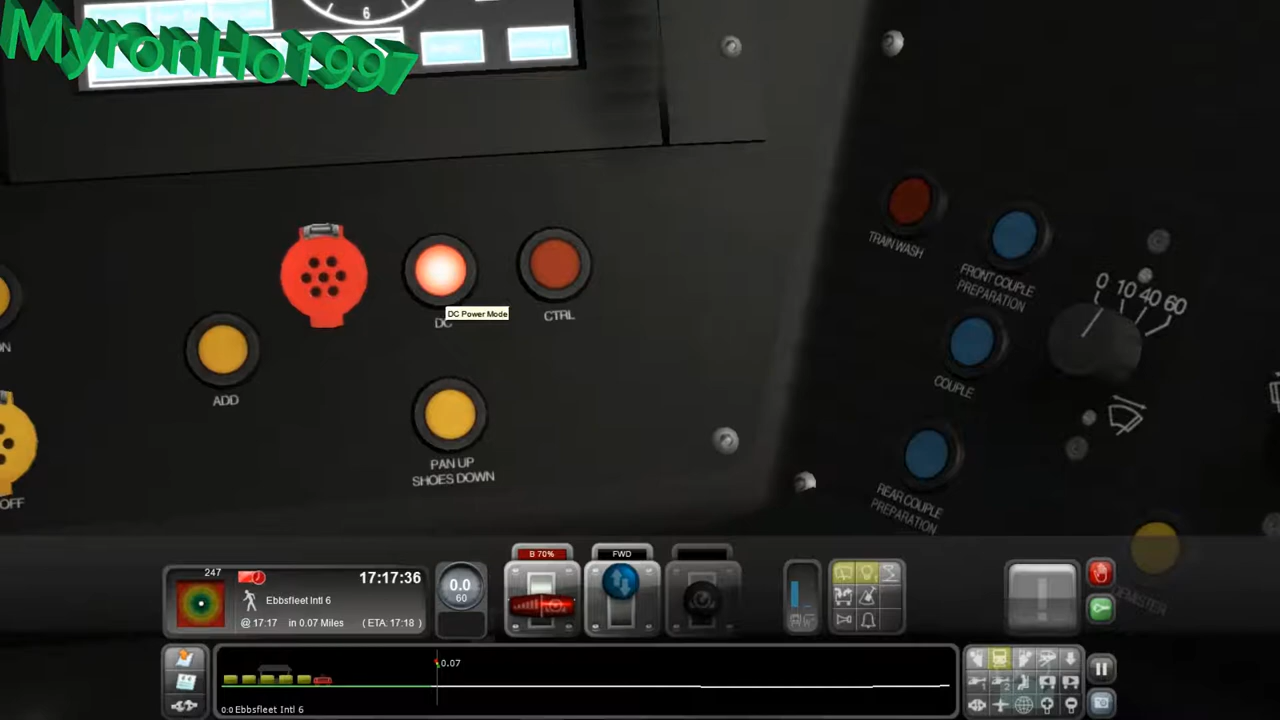 MyronHo1997
6
TRAIN WASH
FRONT COUPLE
PREPARATION
0 10 40 60
DC
DC Power Mode
CTRL
ADD
COUPLE
PAN UP
SHOES DOWN
REAR COUPLE
PREPARATION
OFF
DEMISTER
B 70%
FWD
247
17:17:36
Ebbsfleet Intl 6
@ 17:17 in 0.07 Miles ( ETA: 17:18 )
0.0
60
0.07
0:0 Ebbsfleet Intl 6